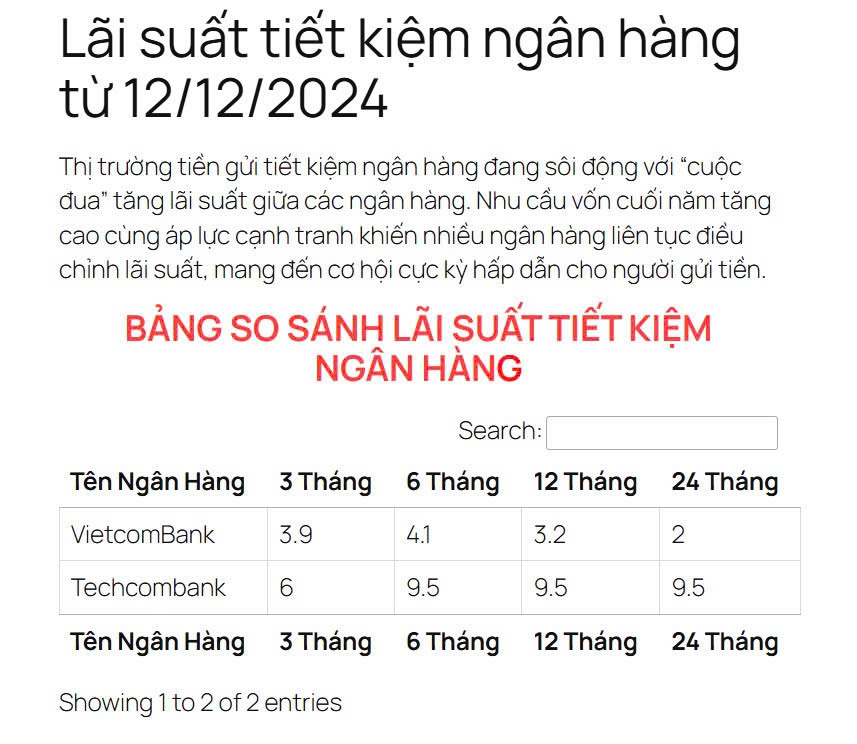 Lãi suất tiết kiệm ngân hàng
từ 12/12/2024
Thị trường tiền gửi tiết kiệm ngân hàng đang sôi động với “cuộc
đua” tăng lãi suất giữa các ngân hàng. Nhu cầu vốn cuối năm tăng
cao cùng áp lực cạnh tranh khiến nhiều ngân hàng liên tục điều
chỉnh lãi suất, mang đến cơ hội cực kỳ hấp dẫn cho người gửi tiền.
BẢNG SO SÁNH LÃI SUẤT TIẾT KIỆM
NGÂN HÀNG
Search:
Tên Ngân Hàng 3 Tháng 6 Tháng 12 Tháng 24 Tháng
VietcomBank 3.9 4.1 3.2 2
Techcombank 6 9.5 9.5 9.5
Tên Ngân Hàng 3 Tháng 6 Tháng 12 Tháng 24 Tháng
Showing 1 to 2 of 2 entries